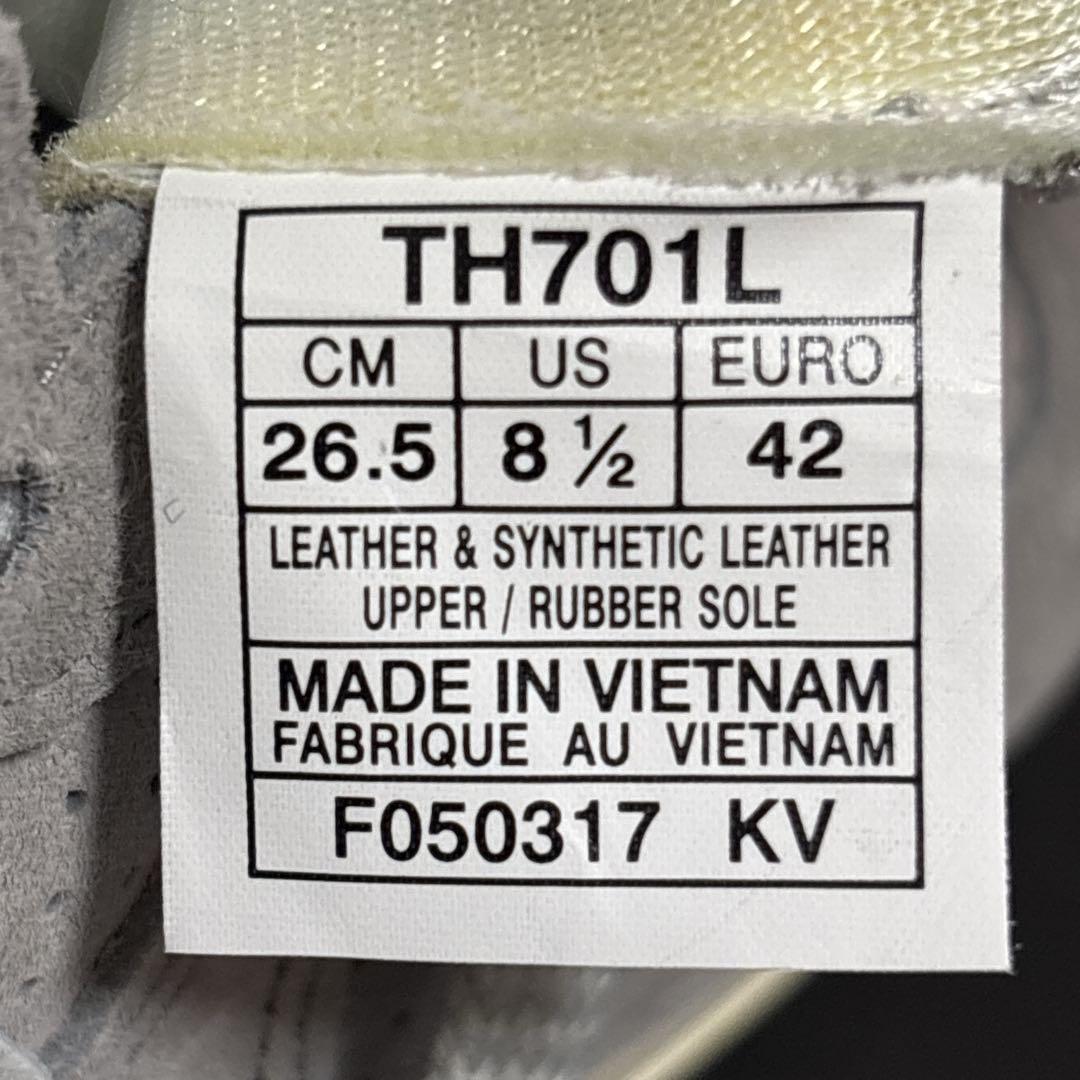 TH701L
CM US EURO
26.5 8 ½ 42
LEATHER & SYNTHETIC LEATHER
UPPER / RUBBER SOLE
MADE IN VIETNAM
FABRIQUE AU VIETNAM
F050317 KV